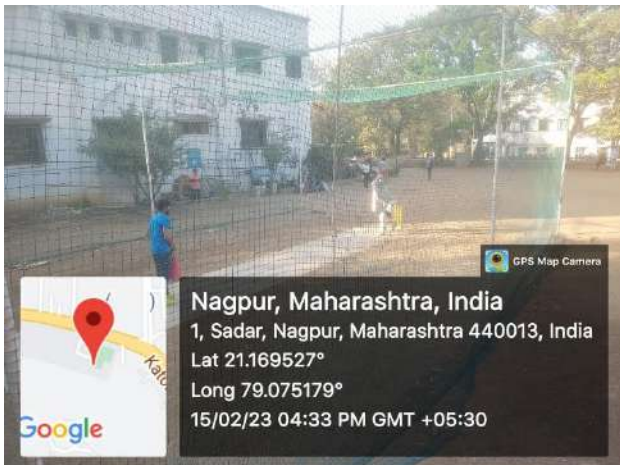 GPS Map Camera
Nagpur, Maharashtra, India
1, Sadar, Nagpur, Maharashtra 440013, India
Lat 21.169527°
Long 79.075179°
15/02/23 04:33 PM GMT +05:30
Google